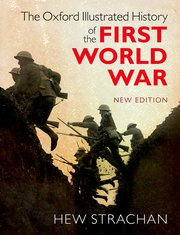 The Oxford Illustrated History
of the FIRST
WORLD
WAR
NEW EDITION
HEW STRACHAN